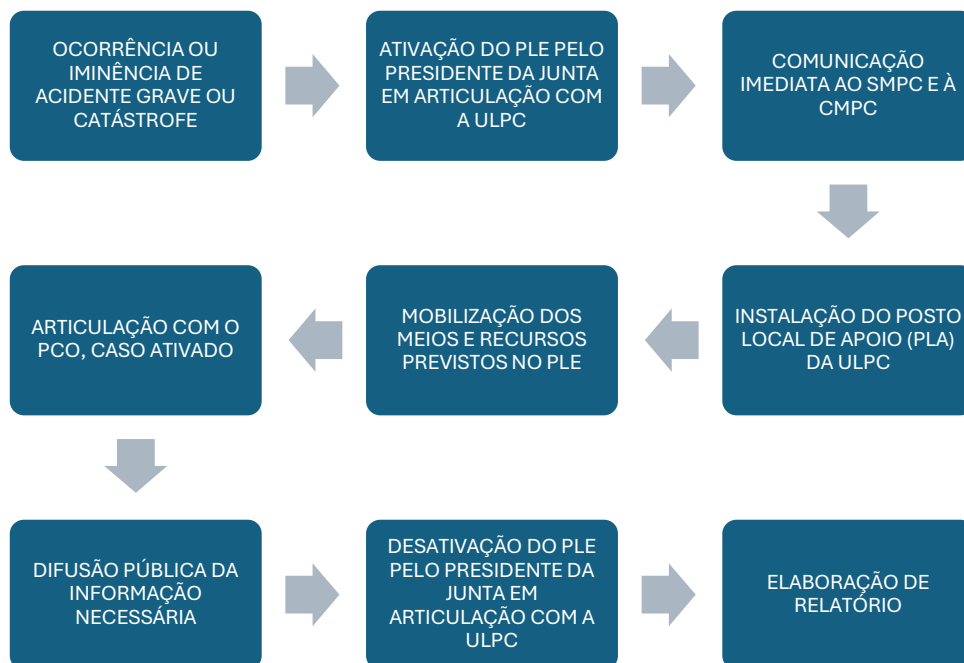 OCORRÊNCIA OU
IMINÊNCIA DE
ACIDENTE GRAVE OU
CATÁSTROFE
ATIVAÇÃO DO PLE PELO
PRESIDENTE DA JUNTA
EM ARTICULAÇÃO COM
A ULPC
COMUNICAÇÃO
IMEDIATA AO SMPC E À
CMPC
INSTALAÇÃO DO POSTO
LOCAL DE APOIO (PLA)
DA ULPC
MOBILIZAÇÃO DOS
MEIOS E RECURSOS
PREVISTOS NO PLE
ARTICULAÇÃO COM O
PCO, CASO ATIVADO
DIFUSÃO PÚBLICA DA
INFORMAÇÃO
NECESSÁRIA
DESATIVAÇÃO DO PLE
PELO PRESIDENTE DA
JUNTA EM
ARTICULAÇÃO COM A
ULPC
ELABORAÇÃO DE
RELATÓRIO